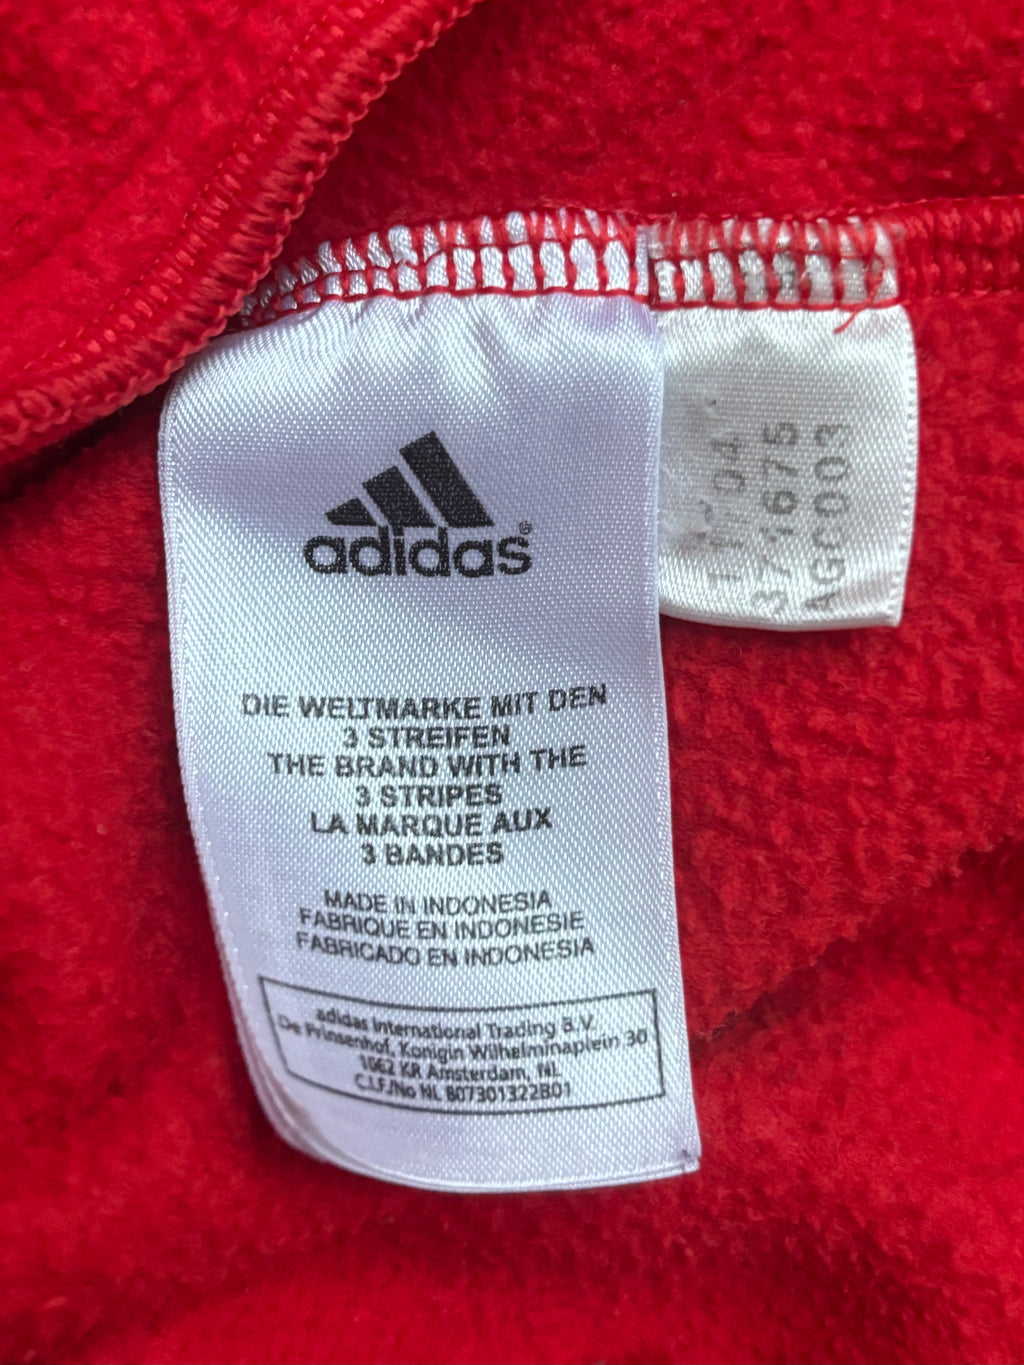 adidas®
DIE WELTMARKE MIT DEN
3 STREIFEN
THE BRAND WITH THE
3 STRIPES
LA MARQUE AUX
3 BANDES
MADE IN INDONESIA
FABRIQUE EN INDONESIE
FABRICADO EN INDONESIA
adidas International Trading B.V.
De Prinsenhof, Konigin Wilhelminaplein 30
1062 KR Amsterdam, NL
C.I.F./No NL 807301322B01
04
AGC003